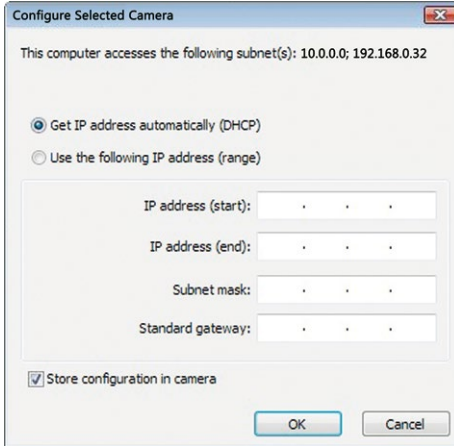 Configure Selected Camera
This computer accesses the following subnet(s): 10.0.0.0; 192.168.0.32
Get IP address automatically (DHCP)
Use the following IP address (range)
IP address (start): . . .
IP address (end): . . .
Subnet mask: . . .
Standard gateway: . . .
Store configuration in camera
OK Cancel